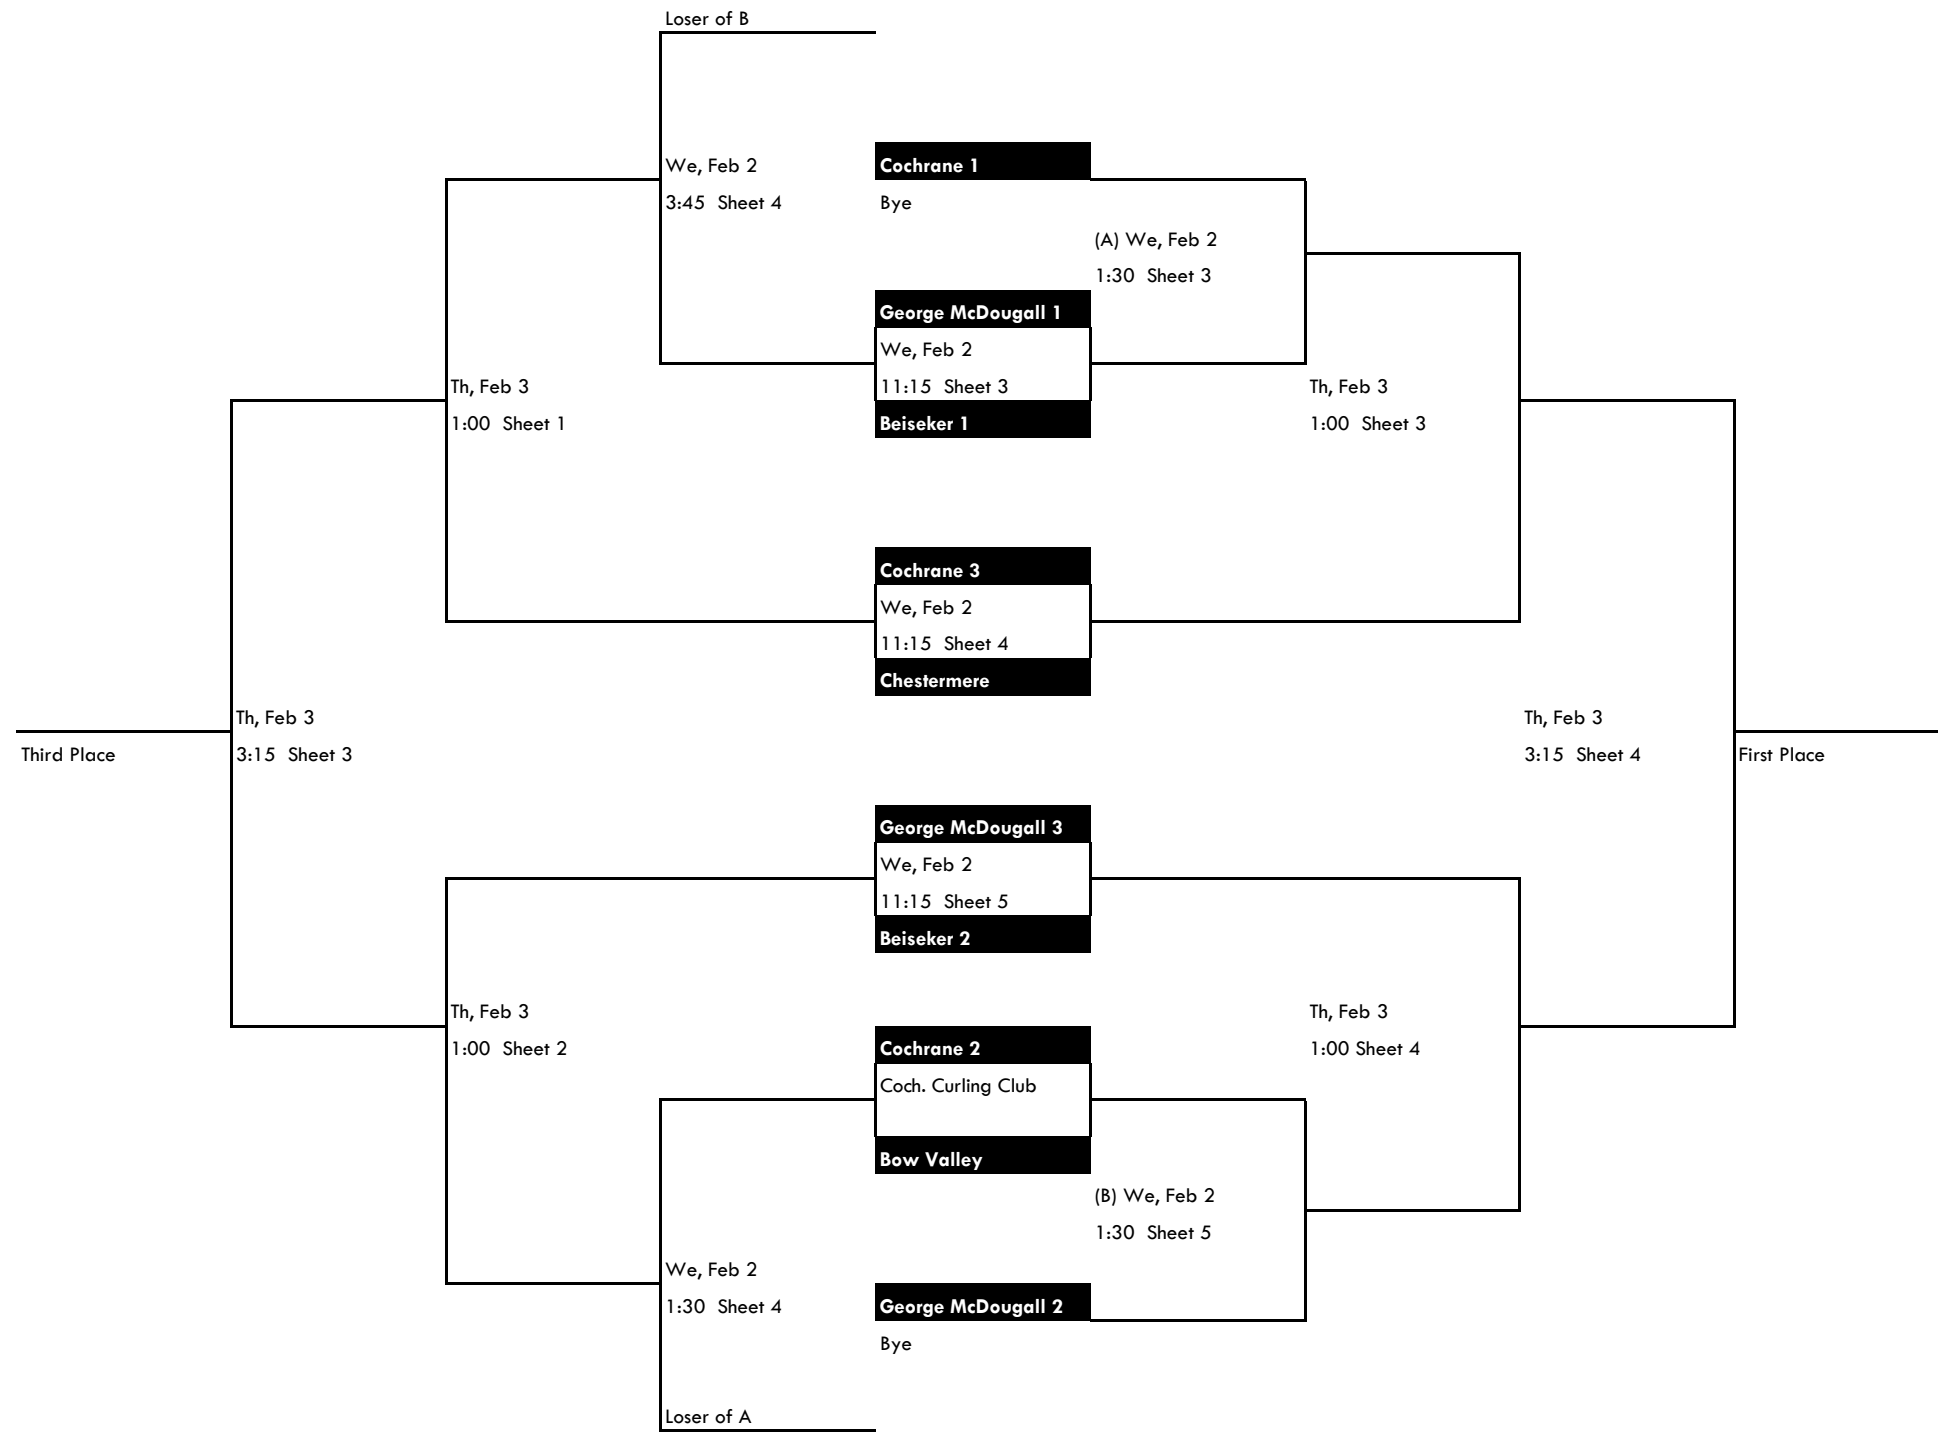 Loser of B
We, Feb 2
3:45 Sheet 4
Cochrane 1
Bye
(A) We, Feb 2
1:30 Sheet 3
George McDougall 1
We, Feb 2
11:15 Sheet 3
Beiseker 1
Th, Feb 3
1:00 Sheet 1
Th, Feb 3
1:00 Sheet 3
Cochrane 3
We, Feb 2
11:15 Sheet 4
Chestermere
Third Place
Th, Feb 3
3:15 Sheet 3
Th, Feb 3
3:15 Sheet 4
First Place
George McDougall 3
We, Feb 2
11:15 Sheet 5
Beiseker 2
Th, Feb 3
1:00 Sheet 2
Th, Feb 3
1:00 Sheet 4
Cochrane 2
Coch. Curling Club
Bow Valley
(B) We, Feb 2
1:30 Sheet 5
We, Feb 2
1:30 Sheet 4
George McDougall 2
Bye
Loser of A